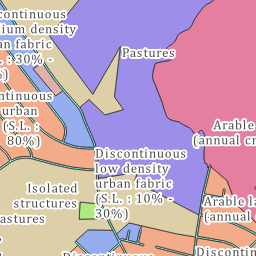 continuous
ium density
an fabric
. : 30% -
%)
Pastures
ntinuous
urban
(S.L. :
80%)
Arable
(annual cr
Discontinuous
low density
urban fabric
(S.L. : 10% -
30%)
Isolated
structures
astures
Arable la
(annual
Discontinuous
Discontin